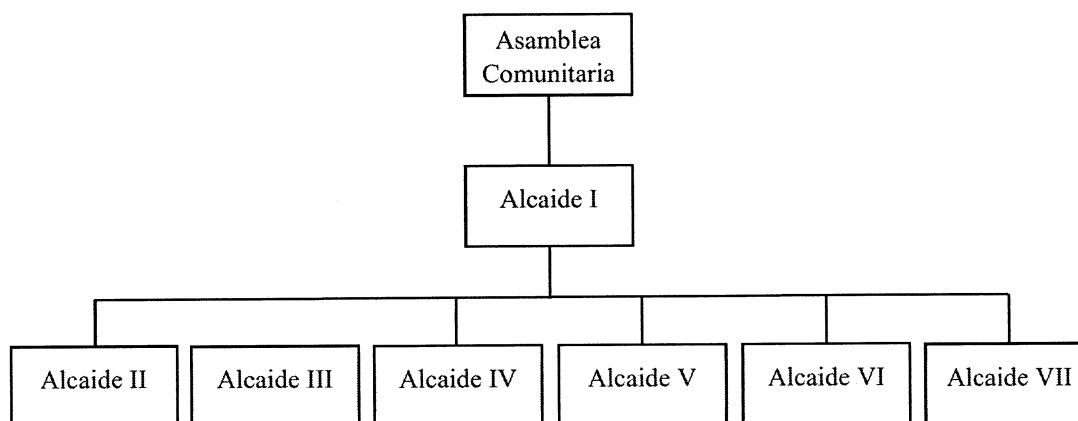 Asamblea
Comunitaria
Alcaide I
Alcaide II
Alcaide III
Alcaide IV
Alcaide V
Alcaide VI
Alcaide VII